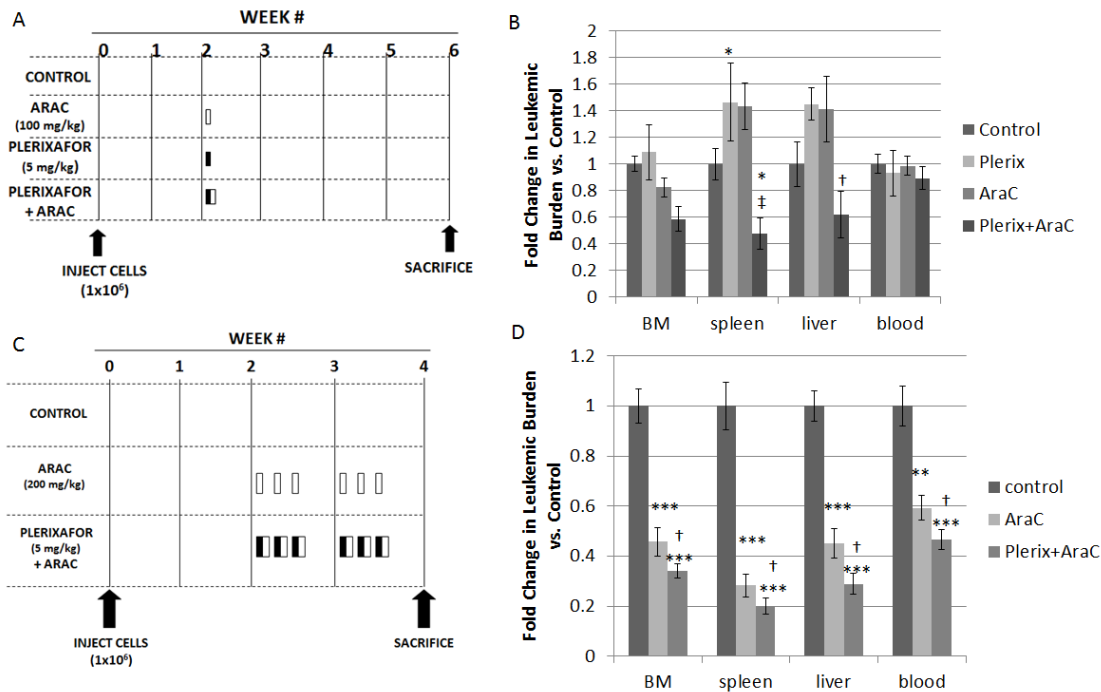 A
WEEK #
0 1 2 3 4 5 6
CONTROL
ARAC
(100 mg/kg)
PLERIXAFOR
(5 mg/kg)
PLERIXAFOR
+ ARAC
INJECT CELLS
(1x10⁶)
SACRIFICE
B
Fold Change in Leukemic
Burden vs. Control
2
1.8
1.6
1.4
1.2
1
0.8
0.6
0.4
0.2
0
*
*
‡
†
BM spleen liver blood
Control
Plerix
AraC
Plerix+AraC
C
WEEK #
0 1 2 3 4
CONTROL
ARAC
(200 mg/kg)
PLERIXAFOR
(5 mg/kg)
+ ARAC
INJECT CELLS
(1x10⁶)
SACRIFICE
D
Fold Change in Leukemic Burden
vs. Control
1.2
1
0.8
0.6
0.4
0.2
0
***
†
***
***
†
***
***
†
***
**
†
***
BM spleen liver blood
control
AraC
Plerix+AraC